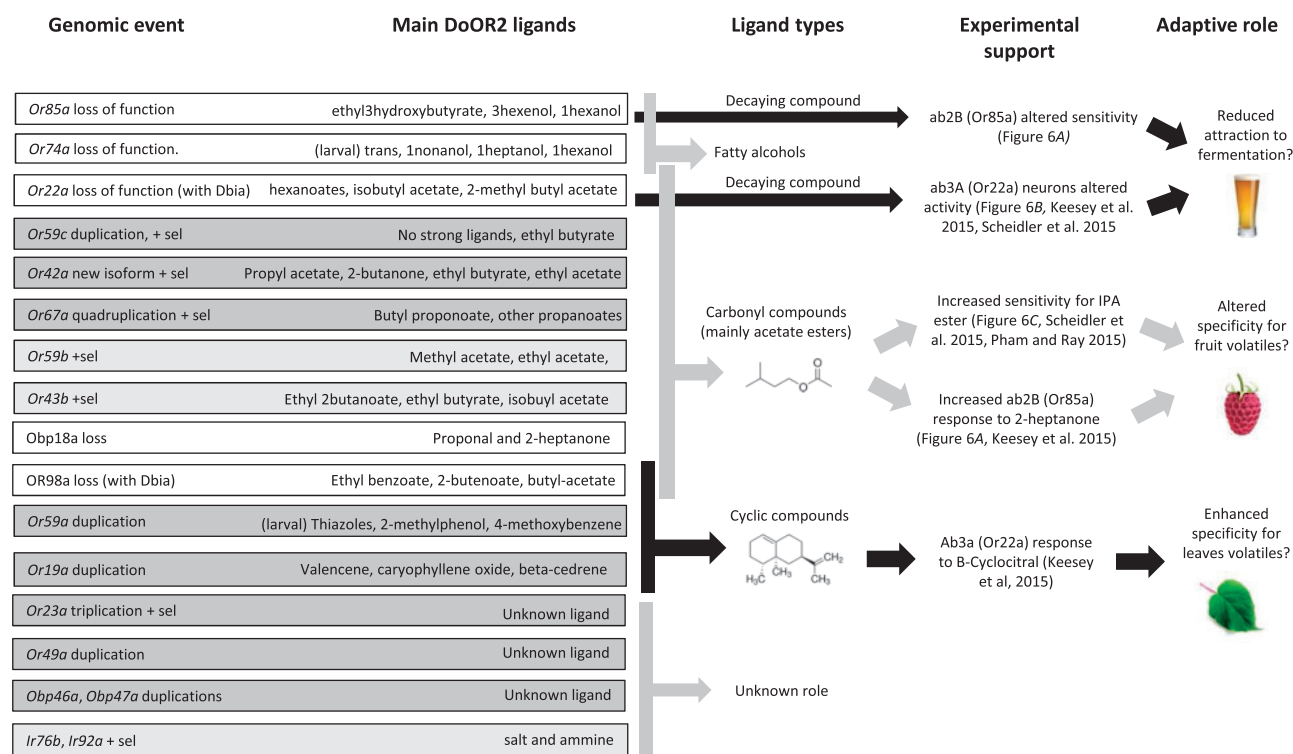 Genomic event
Main DoOR2 ligands
Ligand types
Experimental
support
Adaptive role
Or85a loss of function
ethyl3hydroxybutyrate, 3hexenol, 1hexanol
Or74a loss of function.
(larval) trans, 1nonanol, 1heptanol, 1hexanol
Or22a loss of function (with Dbia)
hexanoates, isobutyl acetate, 2-methyl butyl acetate
Or59c duplication, + sel
No strong ligands, ethyl butyrate
Or42a new isoform + sel
Propyl acetate, 2-butanone, ethyl butyrate, ethyl acetate
Or67a quadruplication + sel
Butyl proponoate, other propanoates
Or59b +sel
Methyl acetate, ethyl acetate,
Or43b +sel
Ethyl 2butanoate, ethyl butyrate, isobuyl acetate
Obp18a loss
Proponal and 2-heptanone
OR98a loss (with Dbia)
Ethyl benzoate, 2-butenoate, butyl-acetate
Or59a duplication
(larval) Thiazoles, 2-methylphenol, 4-methoxybenzene
Or19a duplication
Valencene, caryophyllene oxide, beta-cedrene
Or23a triplication + sel
Unknown ligand
Or49a duplication
Unknown ligand
Obp46a, Obp47a duplications
Unknown ligand
Ir76b, Ir92a + sel
salt and ammine
Decaying compound
Fatty alcohols
Decaying compound
Carbonyl compounds
(mainly acetate esters)
O
O
Cyclic compounds
CH₂
H₃C
CH₃
CH₃
Unknown role
ab2B (Or85a) altered sensitivity
(Figure 6A)
ab3A (Or22a) neurons altered
activity (Figure 6B, Keesey et al.
2015, Scheidler et al. 2015
Increased sensitivity for IPA
ester (Figure 6C, Scheidler et
al. 2015, Pham and Ray 2015)
Increased ab2B (Or85a)
response to 2-heptanone
(Figure 6A, Keesey et al. 2015)
Ab3a (Or22a) response
to B-Cyclocitral (Keesey
et al, 2015)
Reduced
attraction to
fermentation?
Altered
specificity for
fruit volatiles?
Enhanced
specificity for
leaves volatiles?